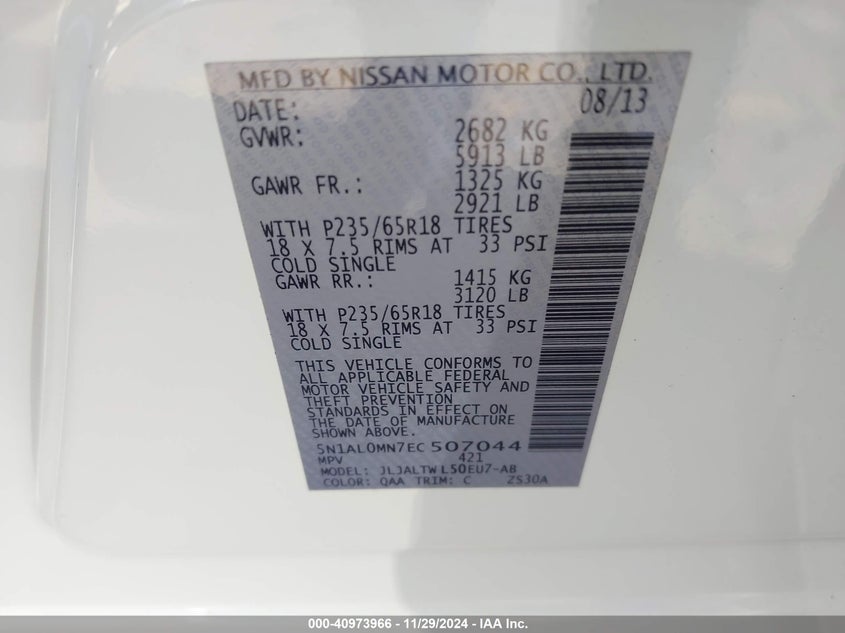 MFD BY NISSAN MOTOR CO., LTD.
DATE: 08/13
GVWR: 2682 KG
5913 LB
GAWR FR.: 1325 KG
2921 LB
WITH P235/65R18 TIRES
18 X 7.5 RIMS AT 33 PSI
COLD SINGLE
GAWR RR.: 1415 KG
3120 LB
WITH P235/65R18 TIRES
18 X 7.5 RIMS AT 33 PSI
COLD SINGLE
THIS VEHICLE CONFORMS TO
ALL APPLICABLE FEDERAL
MOTOR VEHICLE SAFETY AND
THEFT PREVENTION
STANDARDS IN EFFECT ON
THE DATE OF MANUFACTURE
SHOWN ABOVE.
5N1AL0MN7EC507044
MPV 421
MODEL: JLJALTWL50EU7-AB
COLOR: QAA TRIM: C ZS30A
000-40973966 - 11/29/2024 - IAA Inc.